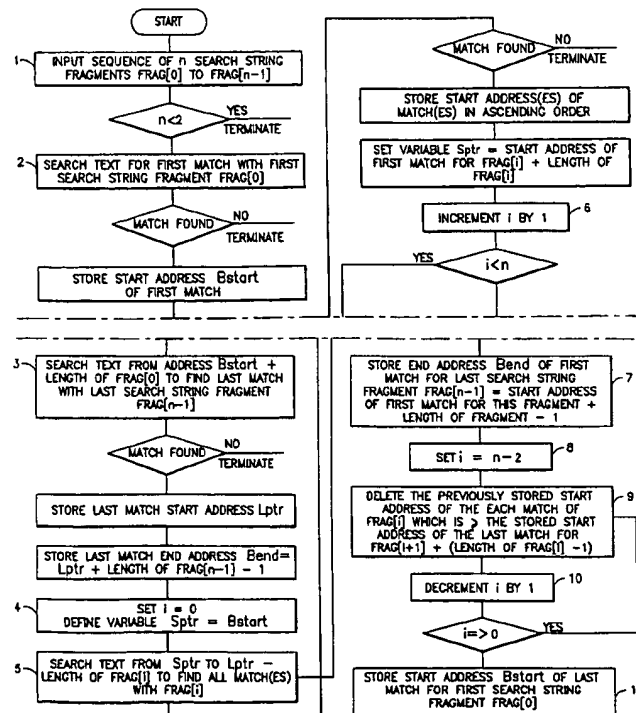 START
1
INPUT SEQUENCE OF n SEARCH STRING
FRAGMENTS FRAG[0] TO FRAG[n-1]
n<2
YES
TERMINATE
2
SEARCH TEXT FOR FIRST MATCH WITH FIRST
SEARCH STRING FRAGMENT FRAG[0]
MATCH FOUND
NO
TERMINATE
STORE START ADDRESS Bstart
OF FIRST MATCH
3
SEARCH TEXT FROM ADDRESS Bstart +
LENGTH OF FRAG[0] TO FIND LAST MATCH
WITH LAST SEARCH STRING FRAGMENT
FRAG[n-1]
MATCH FOUND
NO
TERMINATE
STORE LAST MATCH START ADDRESS Lptr
STORE LAST MATCH END ADDRESS Bend=
Lptr + LENGTH OF FRAG[n-1] - 1
4
SET i = 0
DEFINE VARIABLE Sptr = Bstart
5
SEARCH TEXT FROM Sptr TO Lptr -
LENGTH OF FRAG[i] TO FIND ALL MATCH(ES)
WITH FRAG[i]
MATCH FOUND
NO
TERMINATE
STORE START ADDRESS(ES) OF
MATCH(ES) IN ASCENDING ORDER
SET VARIABLE Sptr = START ADDRESS OF
FIRST MATCH FOR FRAG[i] + LENGTH OF
FRAG[i]
6
INCREMENT i BY 1
YES
i<n
7
STORE END ADDRESS Bend OF FIRST
MATCH FOR LAST SEARCH STRING
FRAGMENT FRAG[n-1] = START ADDRESS
OF FIRST MATCH FOR THIS FRAGMENT +
LENGTH OF FRAGMENT - 1
8
SET i = n-2
9
DELETE THE PREVIOUSLY STORED START
ADDRESS OF THE EACH MATCH OF
FRAG[i] WHICH IS > THE STORED START
ADDRESS OF THE LAST MATCH FOR
FRAG[i+1] + (LENGTH OF FRAG[i] -1)
10
DECREMENT i BY 1
YES
i=>0
STORE START ADDRESS Bstart OF LAST
MATCH FOR FIRST SEARCH STRING
FRAGMENT FRAG[0]